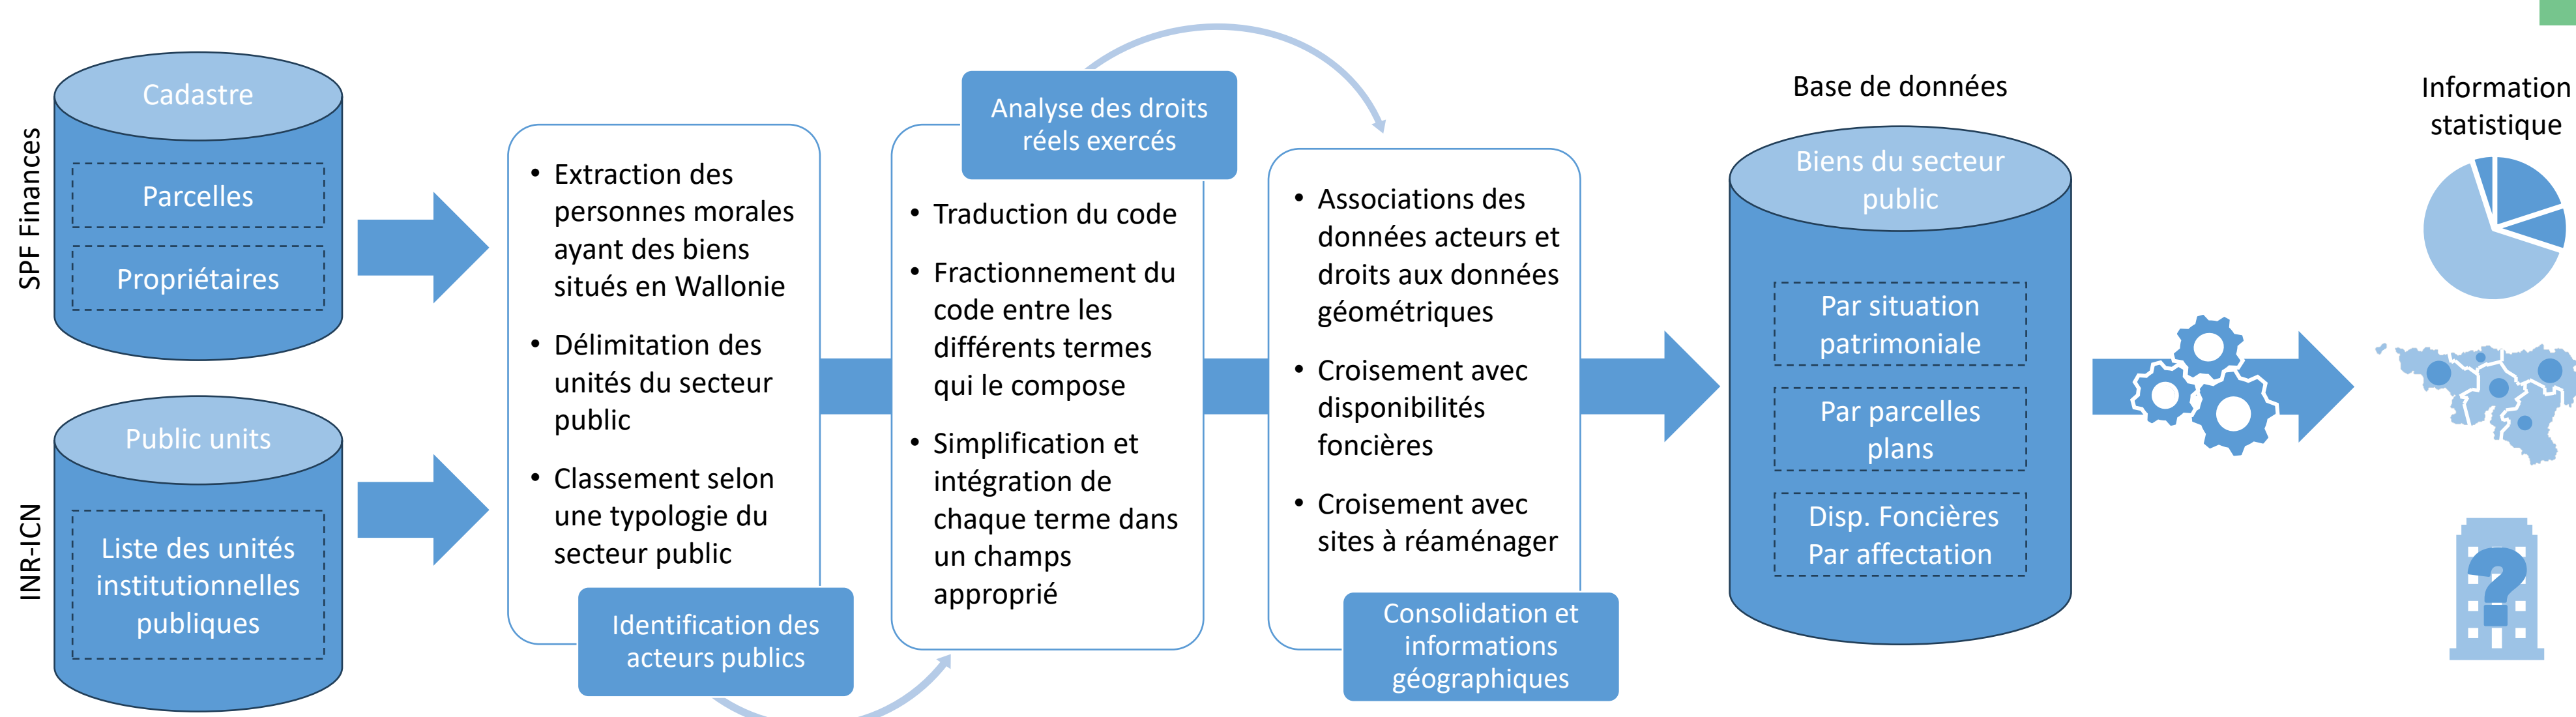 SPF Finances
Cadastre
Parcelles
Propriétaires
INR-ICN
Public units
Liste des unités
institutionnelles
publiques
• Extraction des
personnes morales
ayant des biens
situés en Wallonie
• Délimitation des
unités du secteur
public
• Classement selon
une typologie du
secteur public
Identification des
acteurs publics
Analyse des droits
réels exercés
• Traduction du code
• Fractionnement du
code entre les
différents termes
qui le compose
• Simplification et
intégration de
chaque terme dans
un champs
approprié
• Associations des
données acteurs et
droits aux données
géométriques
• Croisement avec
disponibilités
foncières
• Croisement avec
sites à réaménager
Consolidation et
informations
géographiques
Base de données
Biens du secteur
public
Par situation
patrimoniale
Par parcelles
plans
Disp. Foncières
Par affectation
Information
statistique
?